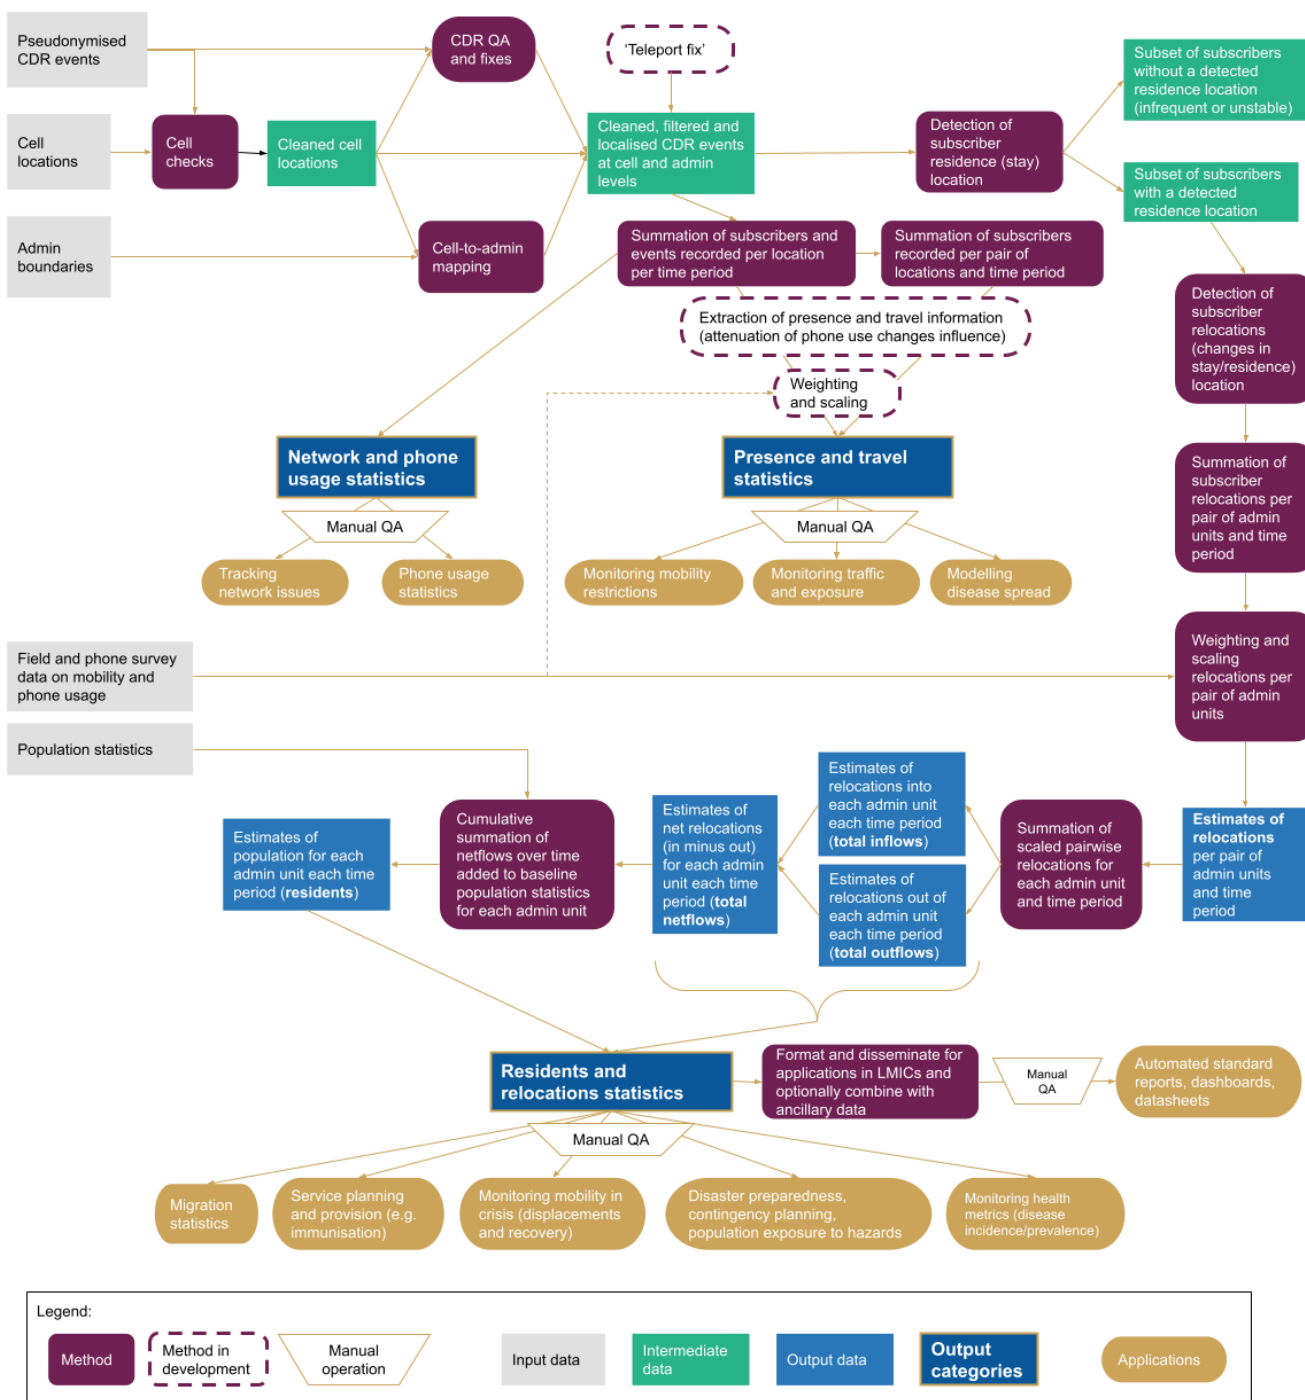 Pseudonymised
CDR events
CDR QA
and fixes
'Teleport fix'
Subset of subscribers
without a detected
residence location
(infrequent or unstable)
Cell
locations
Cell
checks
Cleaned cell
locations
Cleaned, filtered and
localised CDR events
at cell and admin
levels
Detection of
subscriber
residence (stay)
location
Subset of subscribers
with a detected
residence location
Admin
boundaries
Cell-to-admin
mapping
Summation of subscribers and
events recorded per location
per time period
Summation of subscribers
recorded per pair of
locations and time period
Extraction of presence and travel information
(attenuation of phone use changes influence)
Weighting
and scaling
Detection of
subscriber
relocations
(changes in
stay/residence)
location
Network and phone
usage statistics
Presence and travel
statistics
Summation of
subscriber
relocations per
pair of admin
units and time
period
Manual QA
Manual QA
Tracking
network issues
Phone usage
statistics
Monitoring mobility
restrictions
Monitoring traffic
and exposure
Modelling
disease spread
Field and phone survey
data on mobility and
phone usage
Weighting and
scaling
relocations per
pair of admin
units
Population statistics
Estimates of
population for each
admin unit each time
period (residents)
Cumulative
summation of
netflows over time
added to baseline
population statistics
for each admin unit
Estimates of
net relocations
(in minus out)
for each admin
unit each time
period (total
netflows)
Estimates of
relocations into
each admin unit
each time period
(total inflows)
Estimates of
relocations out of
each admin unit
each time period
(total outflows)
Summation of
scaled pairwise
relocations for
each admin unit
and time period
Estimates of
relocations
per pair of
admin units
and time
period
Residents and
relocations statistics
Format and disseminate for
applications in LMICs and
optionally combine with
ancillary data
Manual
QA
Automated standard
reports, dashboards,
datasheets
Manual QA
Migration
statistics
Service planning
and provision (e.g.
immunisation)
Monitoring mobility in
crisis (displacements
and recovery)
Disaster preparedness,
contingency planning,
population exposure to hazards
Monitoring health
metrics (disease
incidence/prevalence)
Legend:
Method
Method in
development
Manual
operation
Input data
Intermediate
data
Output data
Output
categories
Applications